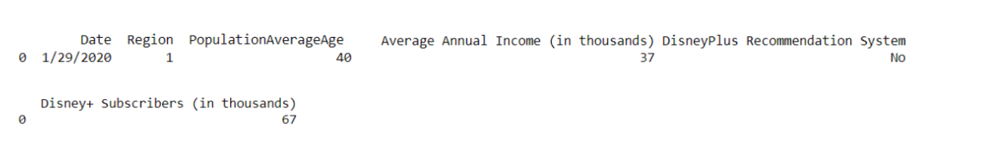 Date Region PopulationAverageAge Average Annual Income (in thousands) DisneyPlus Recommendation System
0 1/29/2020 1 40 37 No
Disney+ Subscribers (in thousands)
0 67